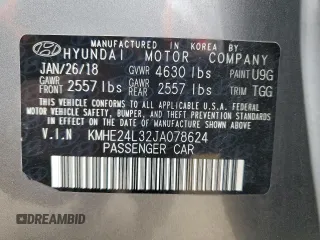 MANUFACTURED IN KOREA BY
HYUNDAI MOTOR COMPANY
JAN/26/18 GVWR 4630 lbs PAINT U9G
GAWR FRONT 2557 lbs GAWR REAR 2557 lbs TRIM TGG
THIS VEHICLE CONFORMS TO ALL APPLICABLE
U.S. FEDERAL MOTOR VEHICLE SAFETY,
BUMPER, AND THEFT PREVENTION STANDARDS
IN EFFECT ON THE DATE OF
MANUFACTURE SHOWN ABOVE.
V.I.N KMHE24L32JA078624
PASSENGER CAR
©DREAMBID